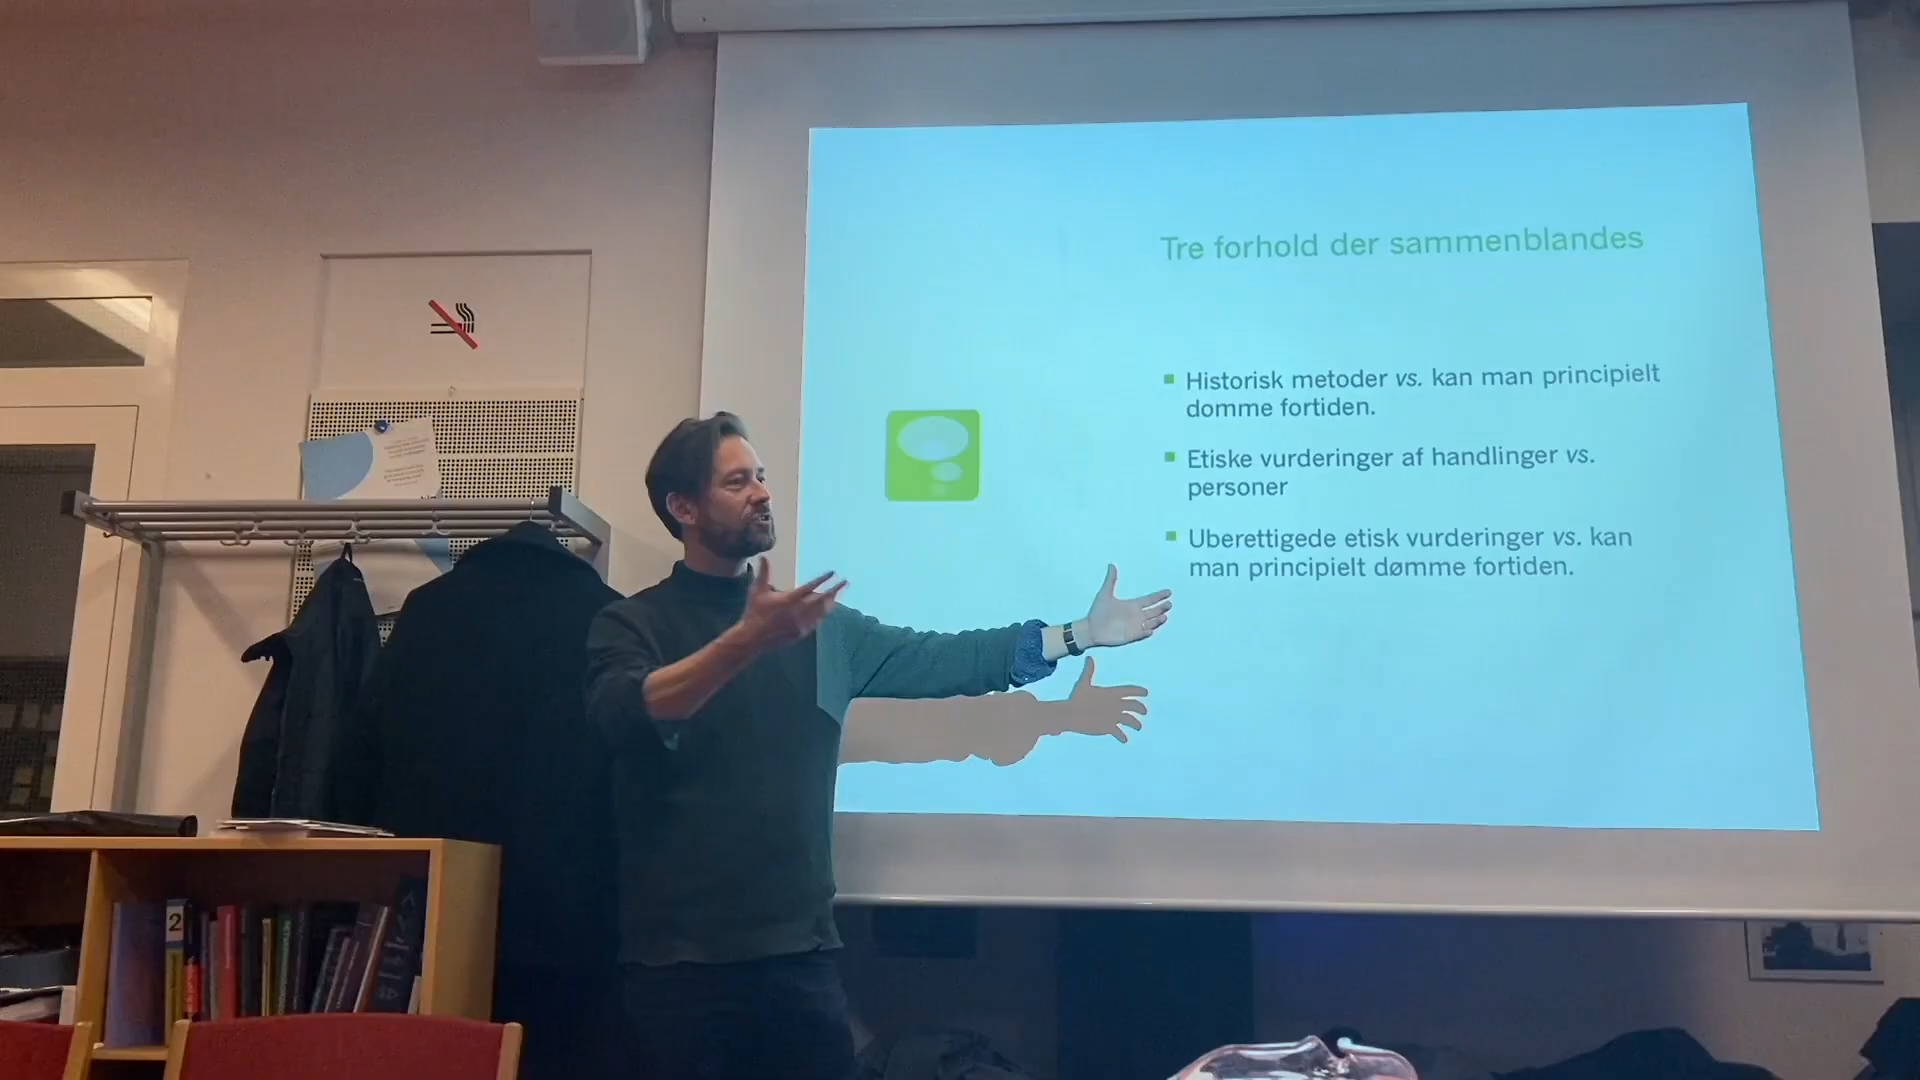 Tre forhold der sammenblandes
Historisk metoder vs. kan man principielt
domme fortiden.
Etiske vurderinger af handlinger vs.
personer
Uberettigede etisk vurderinger vs. kan
man principielt dømme fortiden.
2